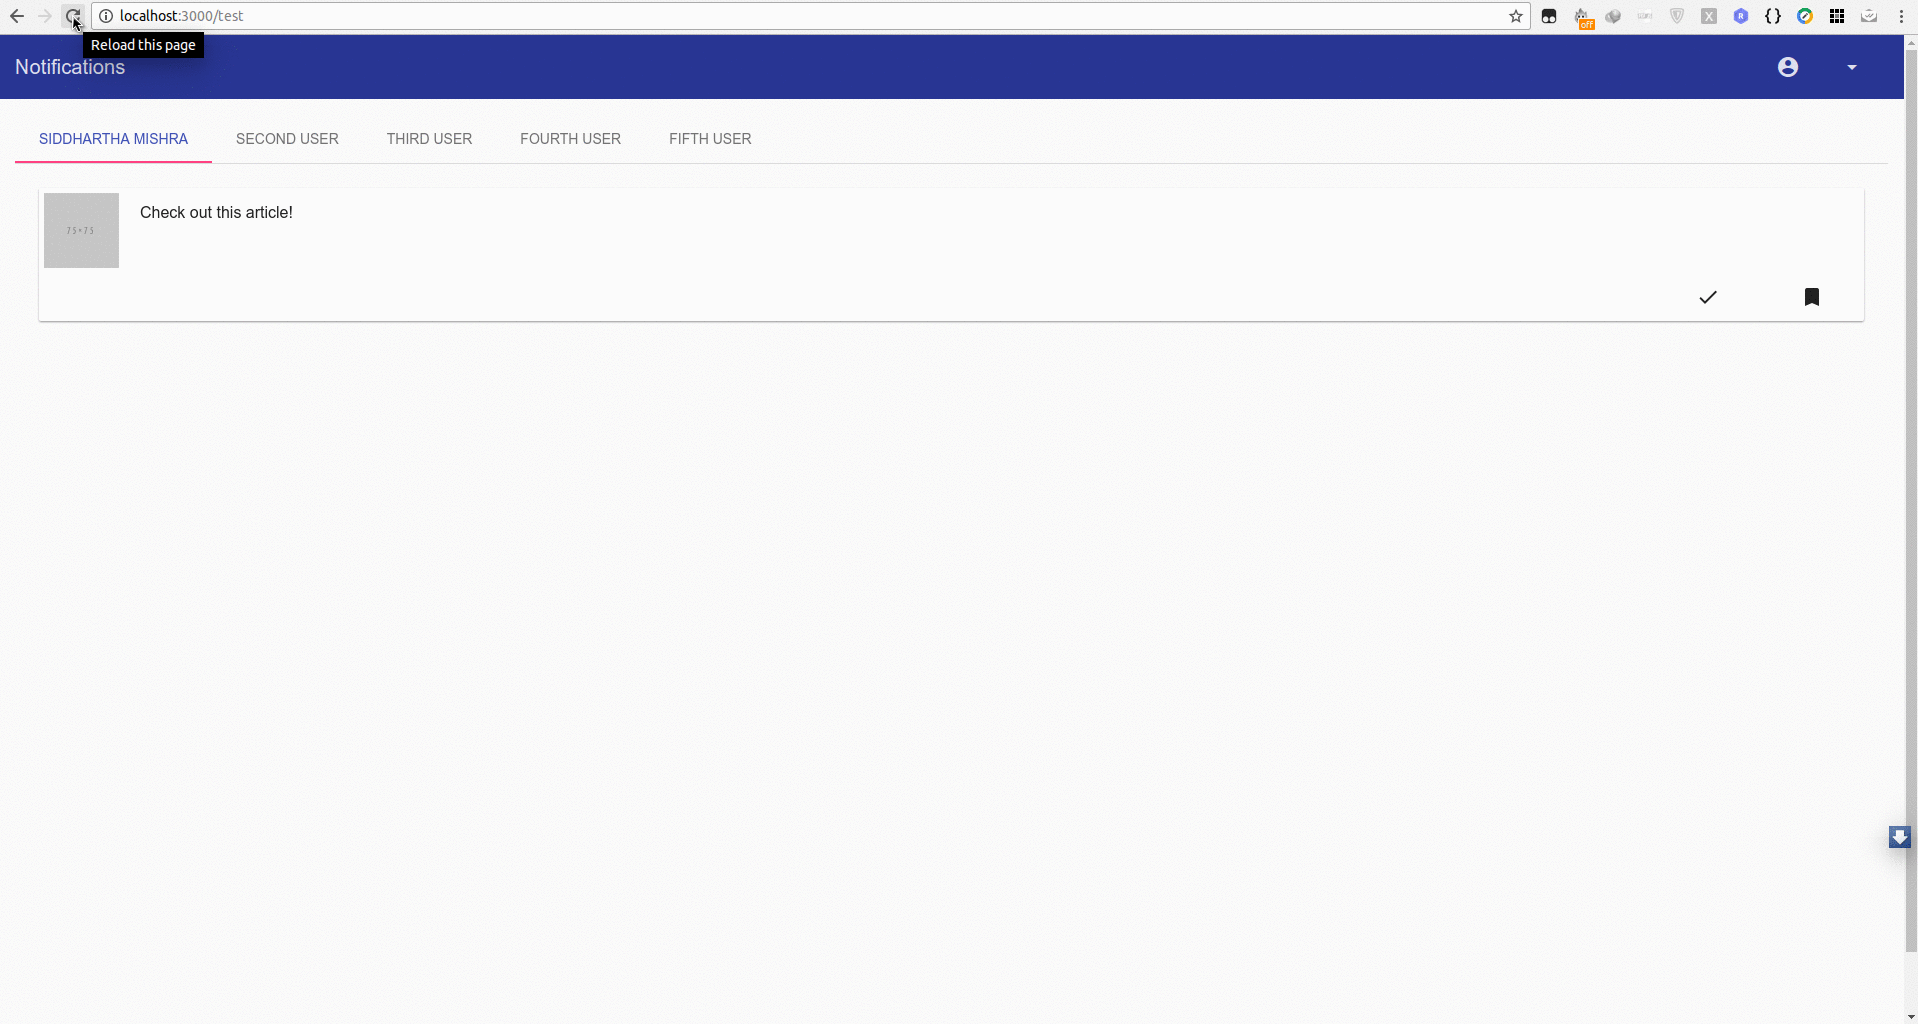 localhost:3000/test
off
Reload this page
Notifications
SIDDHARTHA MISHRA SECOND USER THIRD USER FOURTH USER FIFTH USER
Check out this article!
75×75